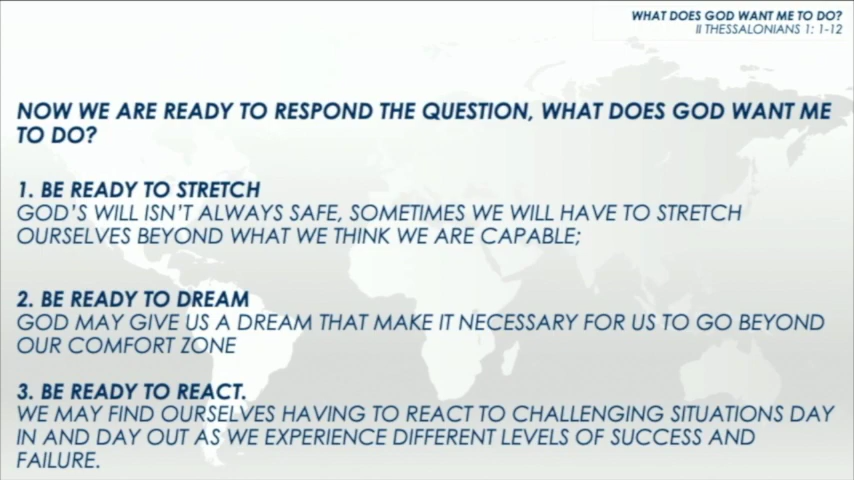 WHAT DOES GOD WANT ME TO DO?
II THESSALONIANS 1: 1-12
NOW WE ARE READY TO RESPOND THE QUESTION, WHAT DOES GOD WANT ME
TO DO?
1. BE READY TO STRETCH
GOD'S WILL ISN'T ALWAYS SAFE, SOMETIMES WE WILL HAVE TO STRETCH
OURSELVES BEYOND WHAT WE THINK WE ARE CAPABLE;
2. BE READY TO DREAM
GOD MAY GIVE US A DREAM THAT MAKE IT NECESSARY FOR US TO GO BEYOND
OUR COMFORT ZONE
3. BE READY TO REACT.
WE MAY FIND OURSELVES HAVING TO REACT TO CHALLENGING SITUATIONS DAY
IN AND DAY OUT AS WE EXPERIENCE DIFFERENT LEVELS OF SUCCESS AND
FAILURE.